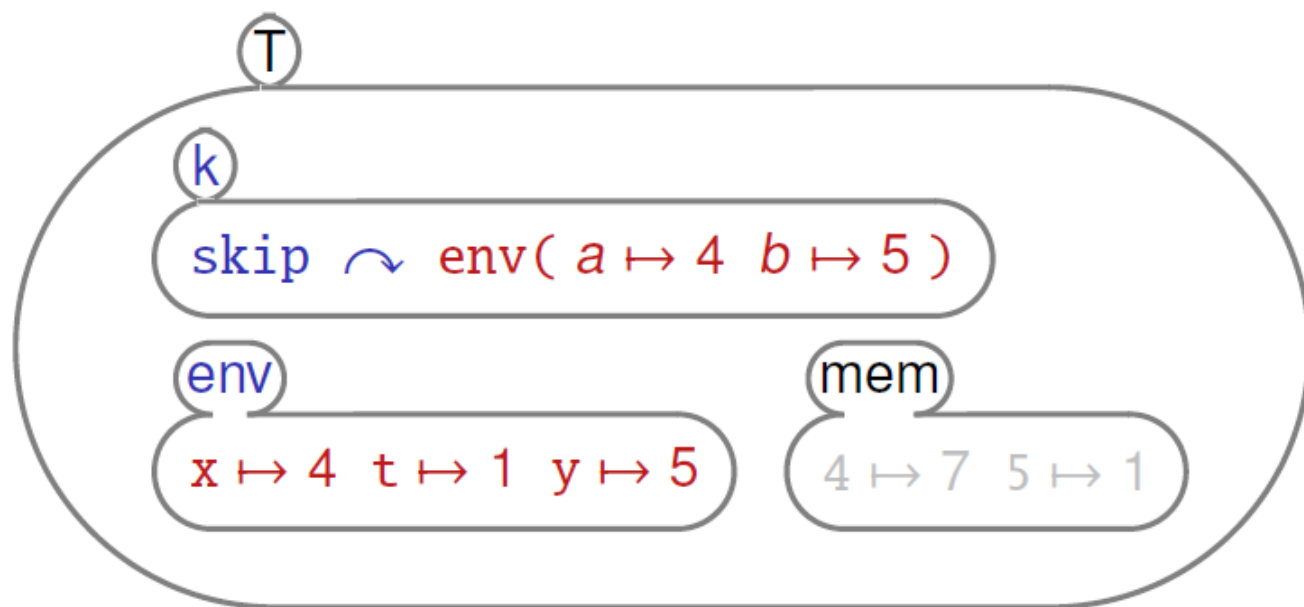 T
k
skip ↷ env( a ↦ 4 b ↦ 5 )
env
mem
x ↦ 4 t ↦ 1 y ↦ 5
4 ↦ 7 5 ↦ 1